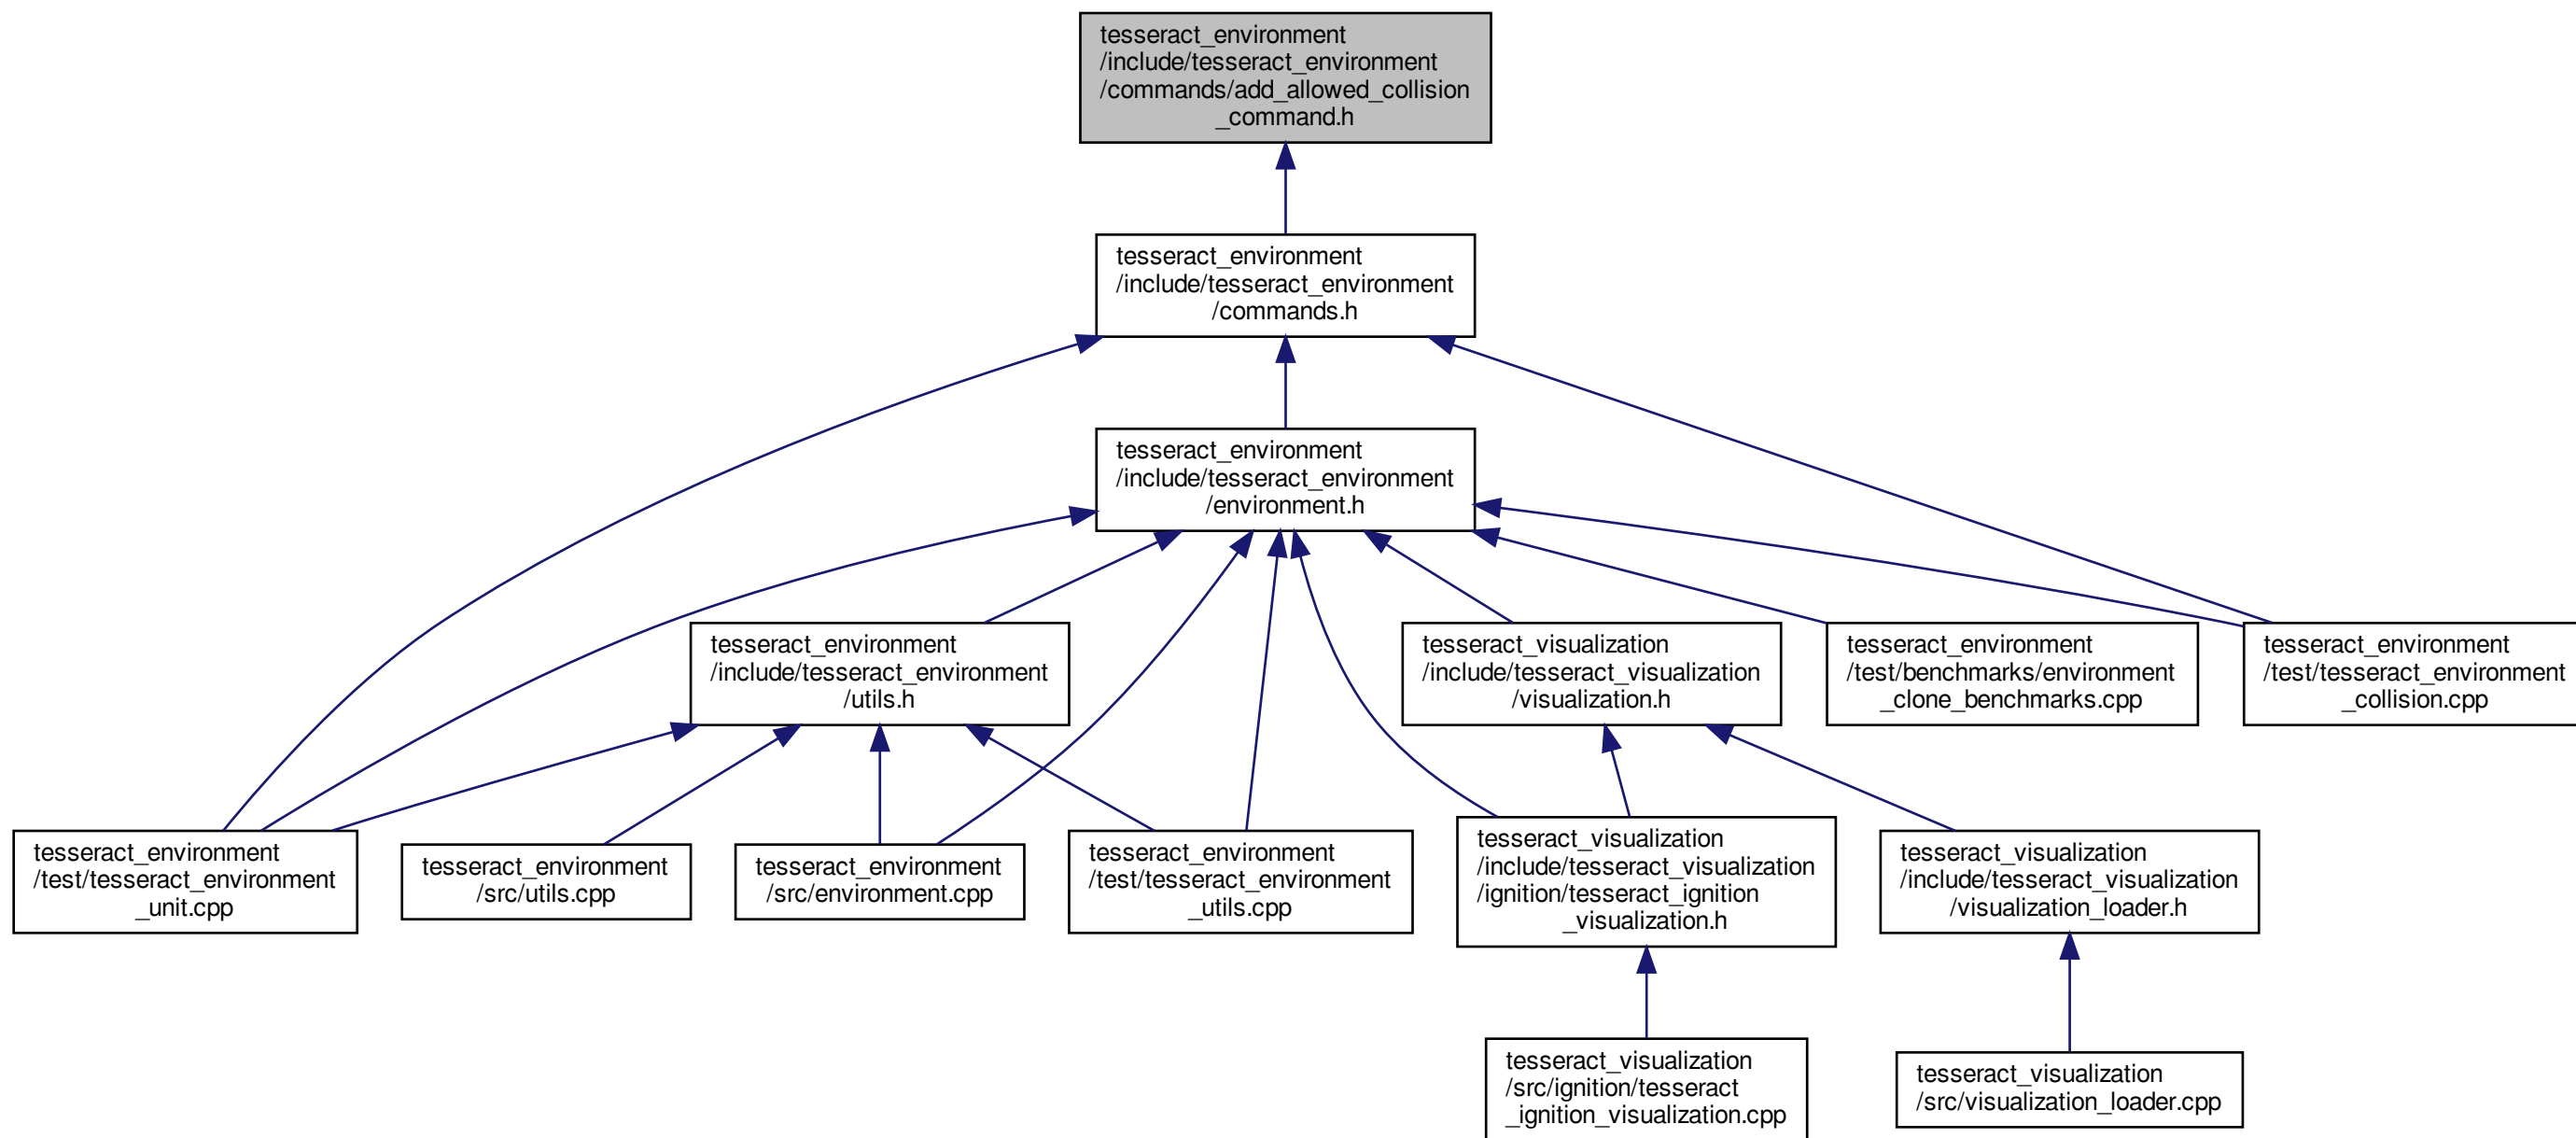 tesseract_environment
/include/tesseract_environment
/commands/add_allowed_collision
_command.h
tesseract_environment
/include/tesseract_environment
/commands.h
tesseract_environment
/include/tesseract_environment
/environment.h
tesseract_environment
/include/tesseract_environment
/utils.h
tesseract_visualization
/include/tesseract_visualization
/visualization.h
tesseract_environment
/test/benchmarks/environment
_clone_benchmarks.cpp
tesseract_environment
/test/tesseract_environment
_collision.cpp
tesseract_environment
/test/tesseract_environment
_unit.cpp
tesseract_environment
/src/utils.cpp
tesseract_environment
/src/environment.cpp
tesseract_environment
/test/tesseract_environment
_utils.cpp
tesseract_visualization
/include/tesseract_visualization
/ignition/tesseract_ignition
_visualization.h
tesseract_visualization
/include/tesseract_visualization
/visualization_loader.h
tesseract_visualization
/src/ignition/tesseract
_ignition_visualization.cpp
tesseract_visualization
/src/visualization_loader.cpp